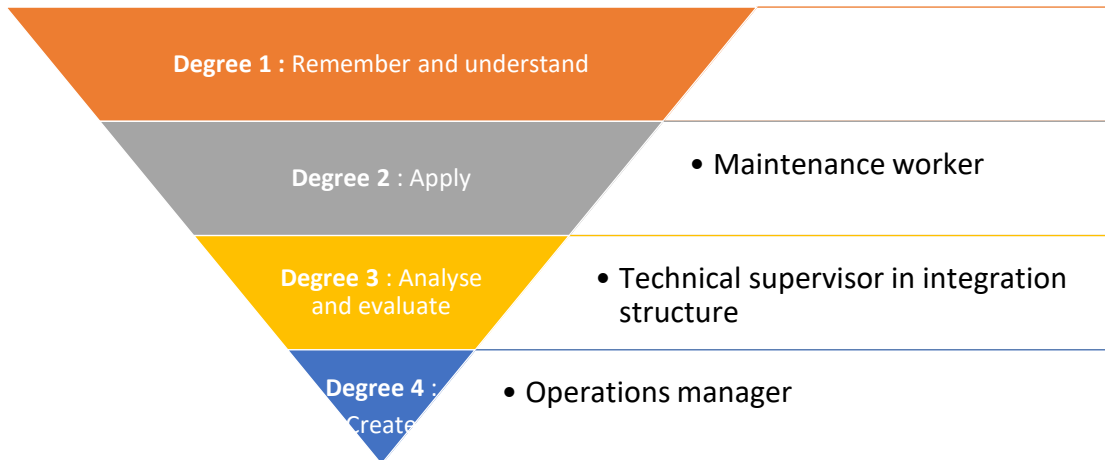 Degree 1 : Remember and understand
Degree 2 : Apply
• Maintenance worker
Degree 3 : Analyse
and evaluate
• Technical supervisor in integration
structure
Degree 4 :
Create
• Operations manager